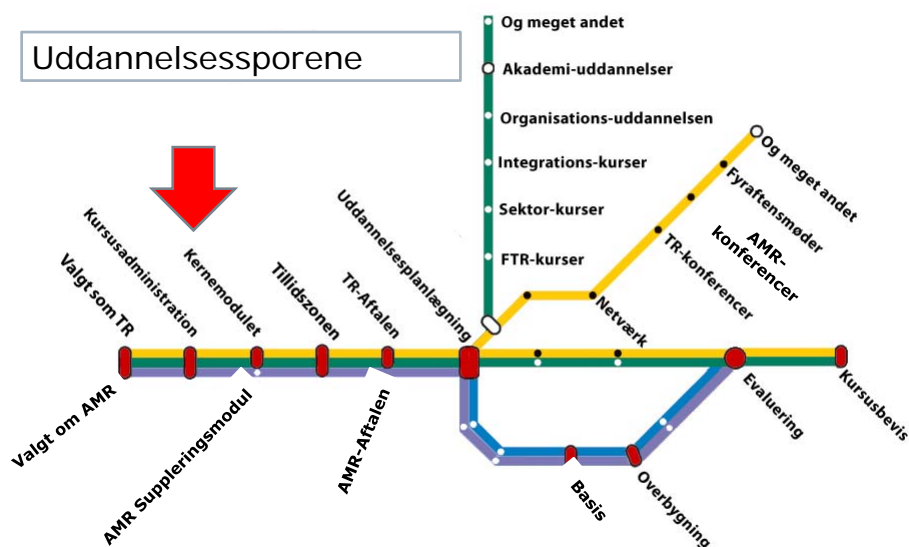 Uddannelsessporene
Og meget andet
Akademi-uddannelser
Organisations-uddannelsen
Integrations-kurser
Sektor-kurser
FTR-kurser
Og meget andet
Fyraftensmøder
AMR-
konferencer
TR-konferencer
Netværk
Valgt som TR
Kursusadministration
Kernemodulet
Tillidszonen
TR-Aftalen
Uddannelsesplanlægning
Valgt om AMR
AMR Suppleringsmodul
AMR-Aftalen
Basis
Overbygning
Evaluering
Kursusbevis